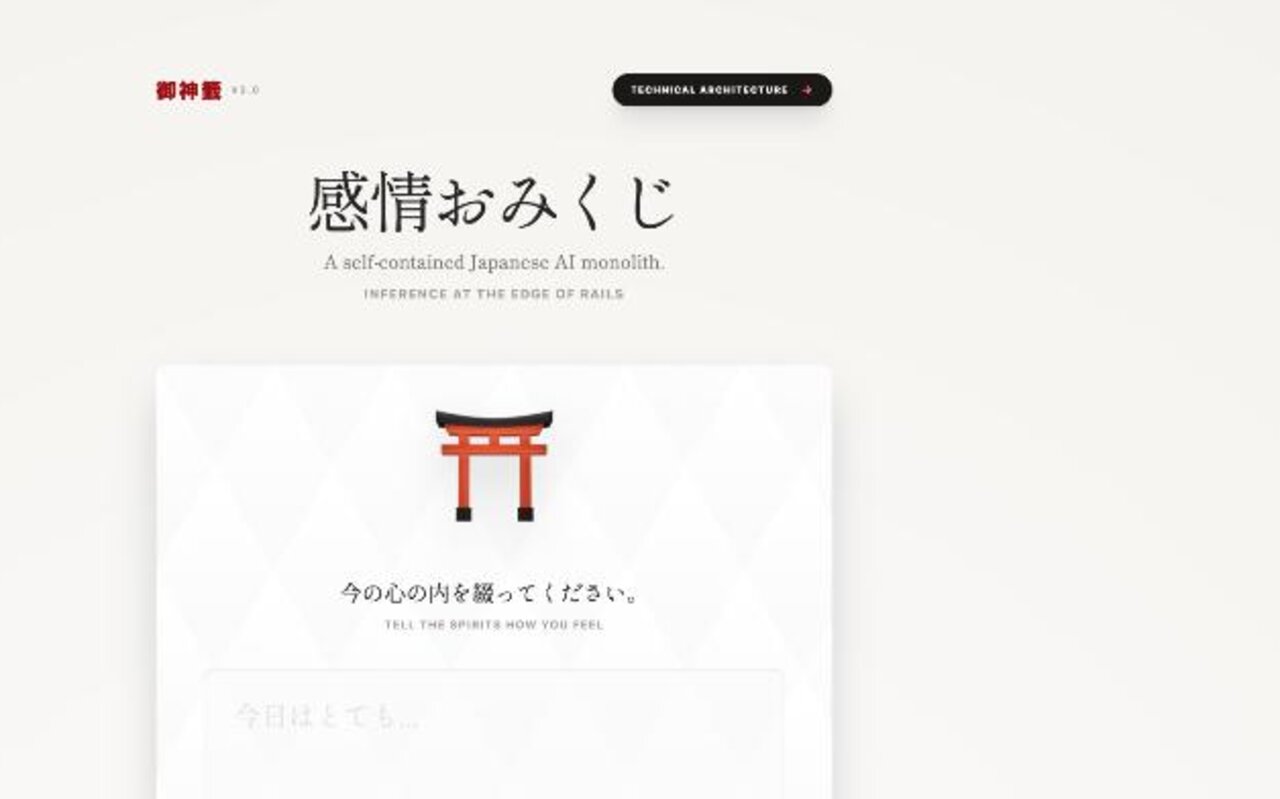 御神籤
TECHNICAL ARCHITECTURE →
感情おみくじ
A self-contained Japanese AI monolith.
INFERENCE AT THE EDGE OF RAILS
今の心の内を綴ってください。
TELL THE SPIRITS HOW YOU FEEL
今日はとても...